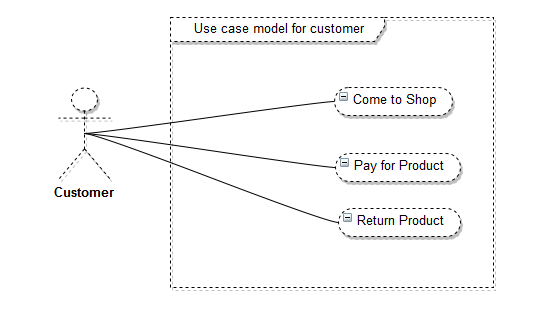 Use case model for customer
Come to Shop
Pay for Product
Customer
Return Product